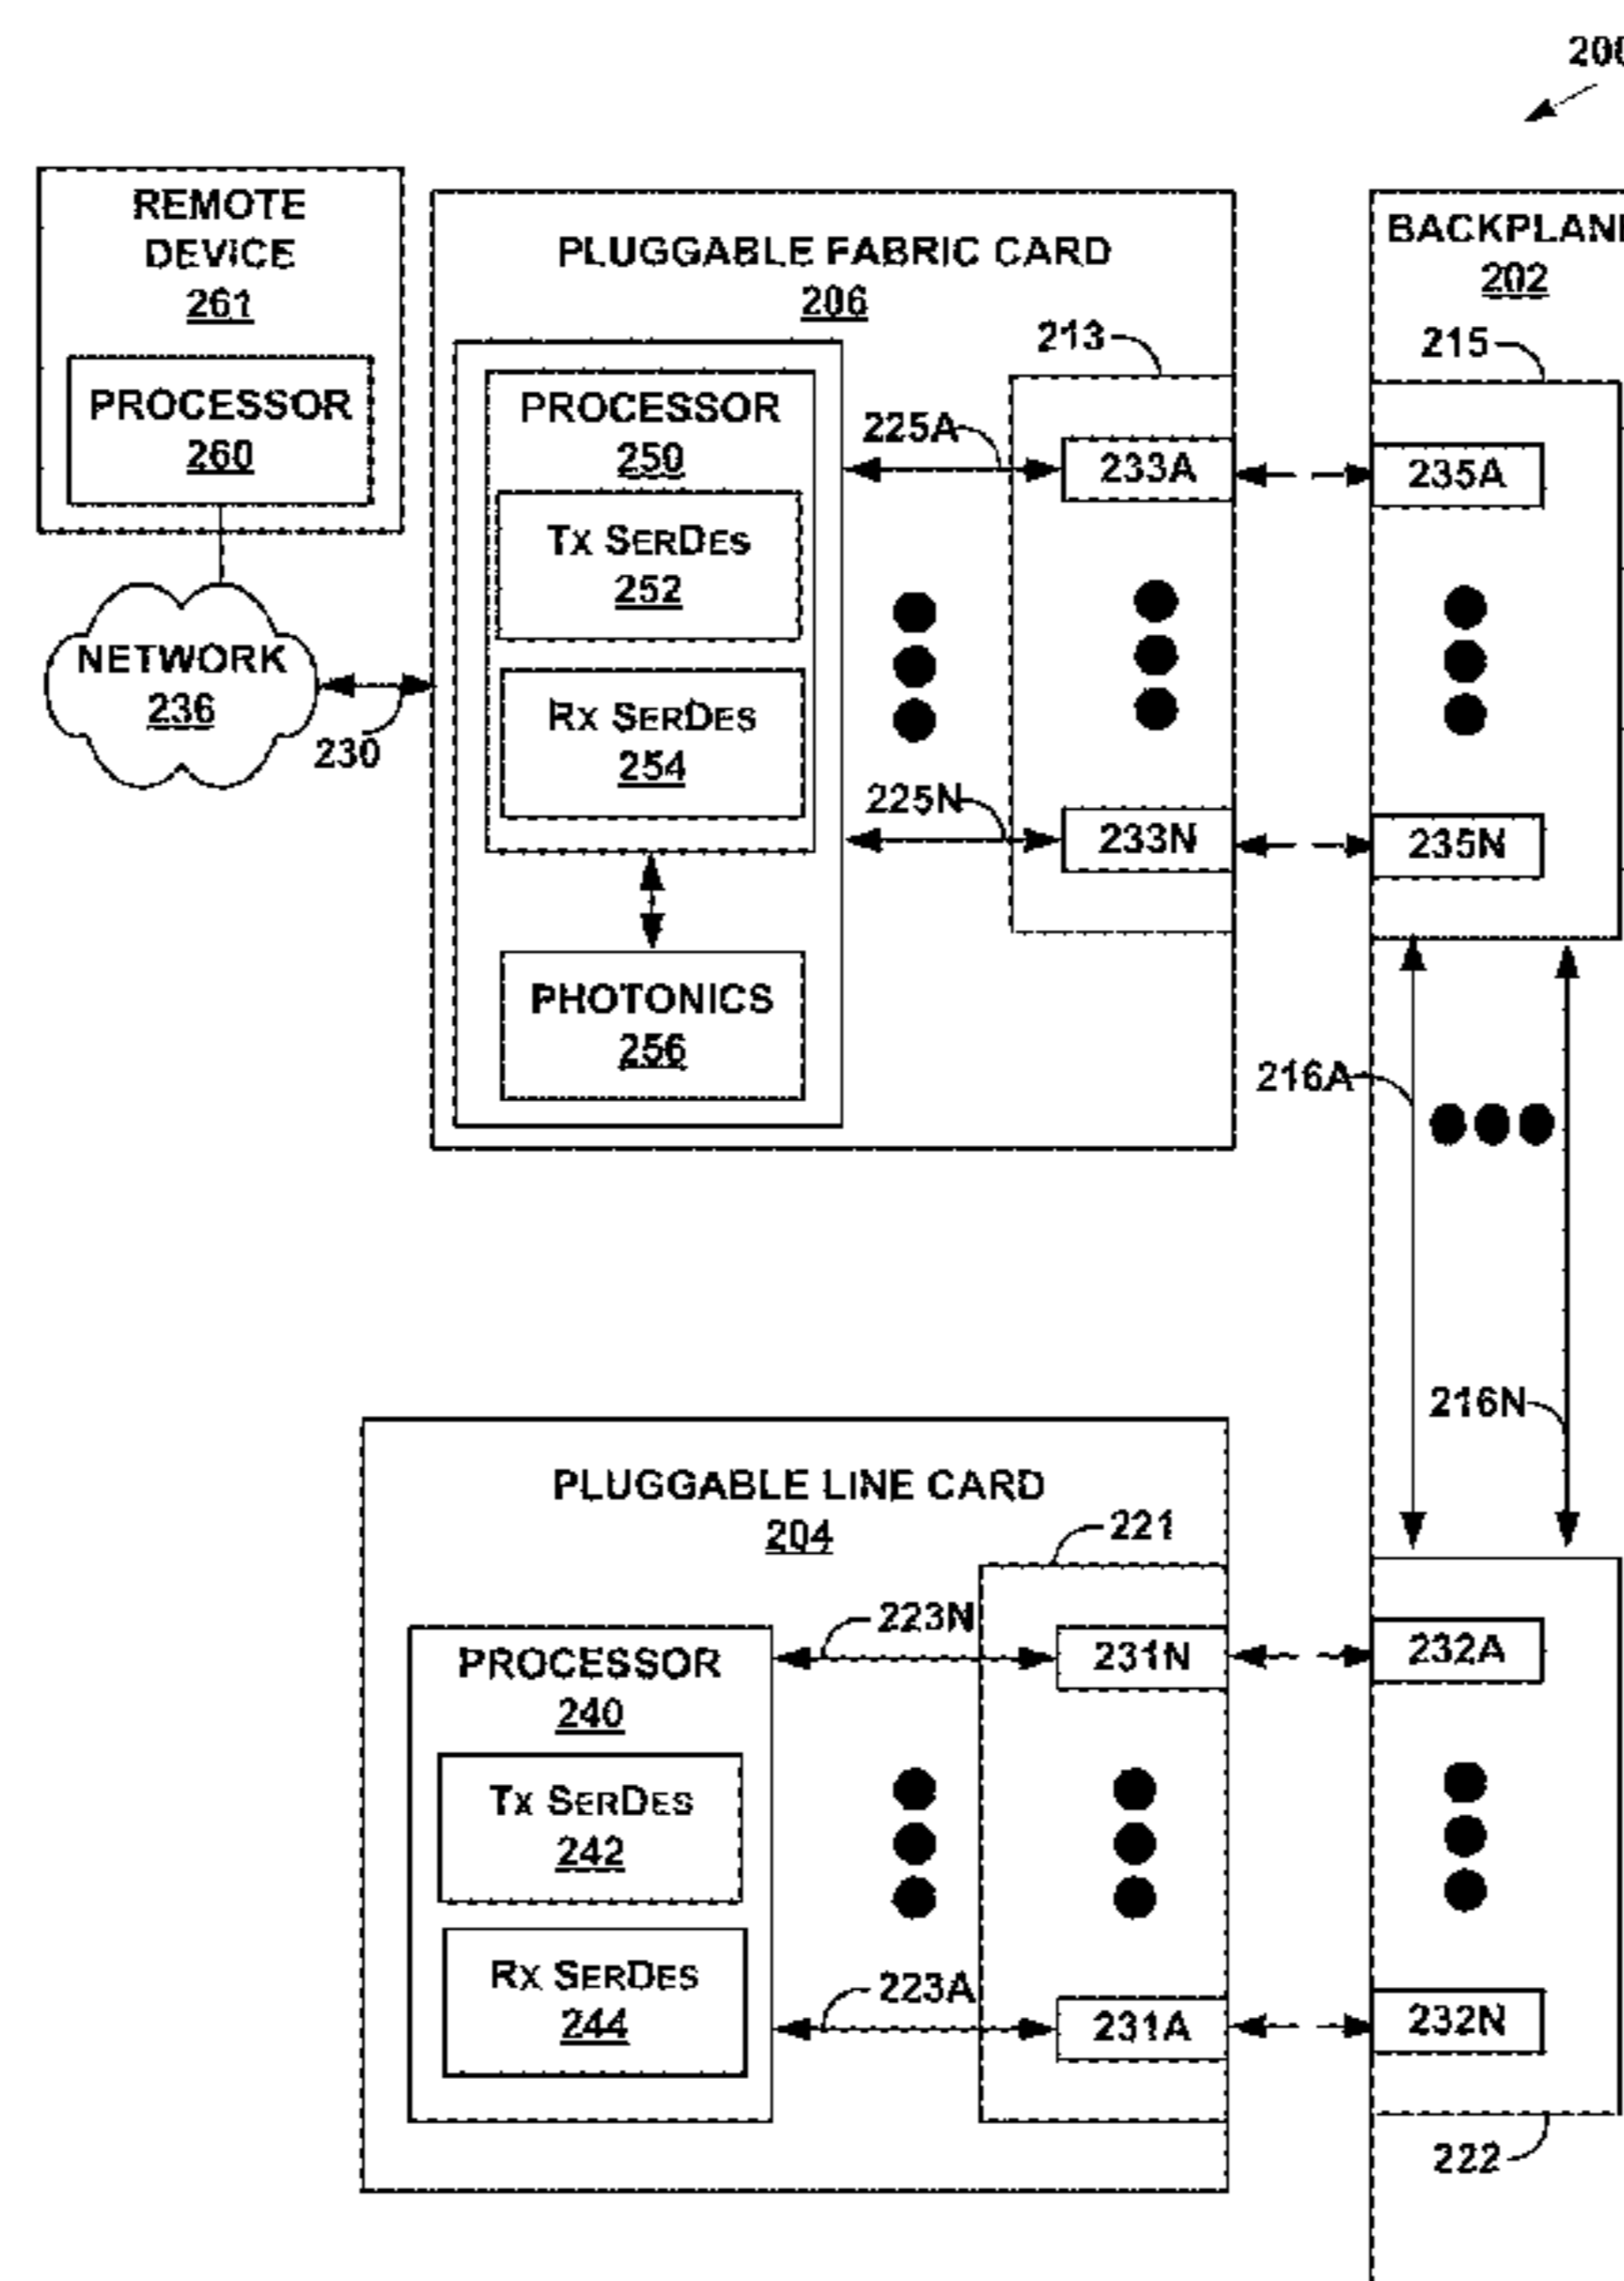 200
REMOTE
DEVICE
261
PROCESSOR
260
NETWORK
236
230
PLUGGABLE FABRIC CARD
206
PROCESSOR
250
Tx SERDES
252
Rx SERDES
254
PHOTONICS
256
213
225A
233A
225N
233N
BACKPLAN
202
215
235A
235N
216A
216N
PLUGGABLE LINE CARD
204
221
PROCESSOR
240
Tx SERDES
242
Rx SERDES
244
223N
231N
223A
231A
232A
232N
222